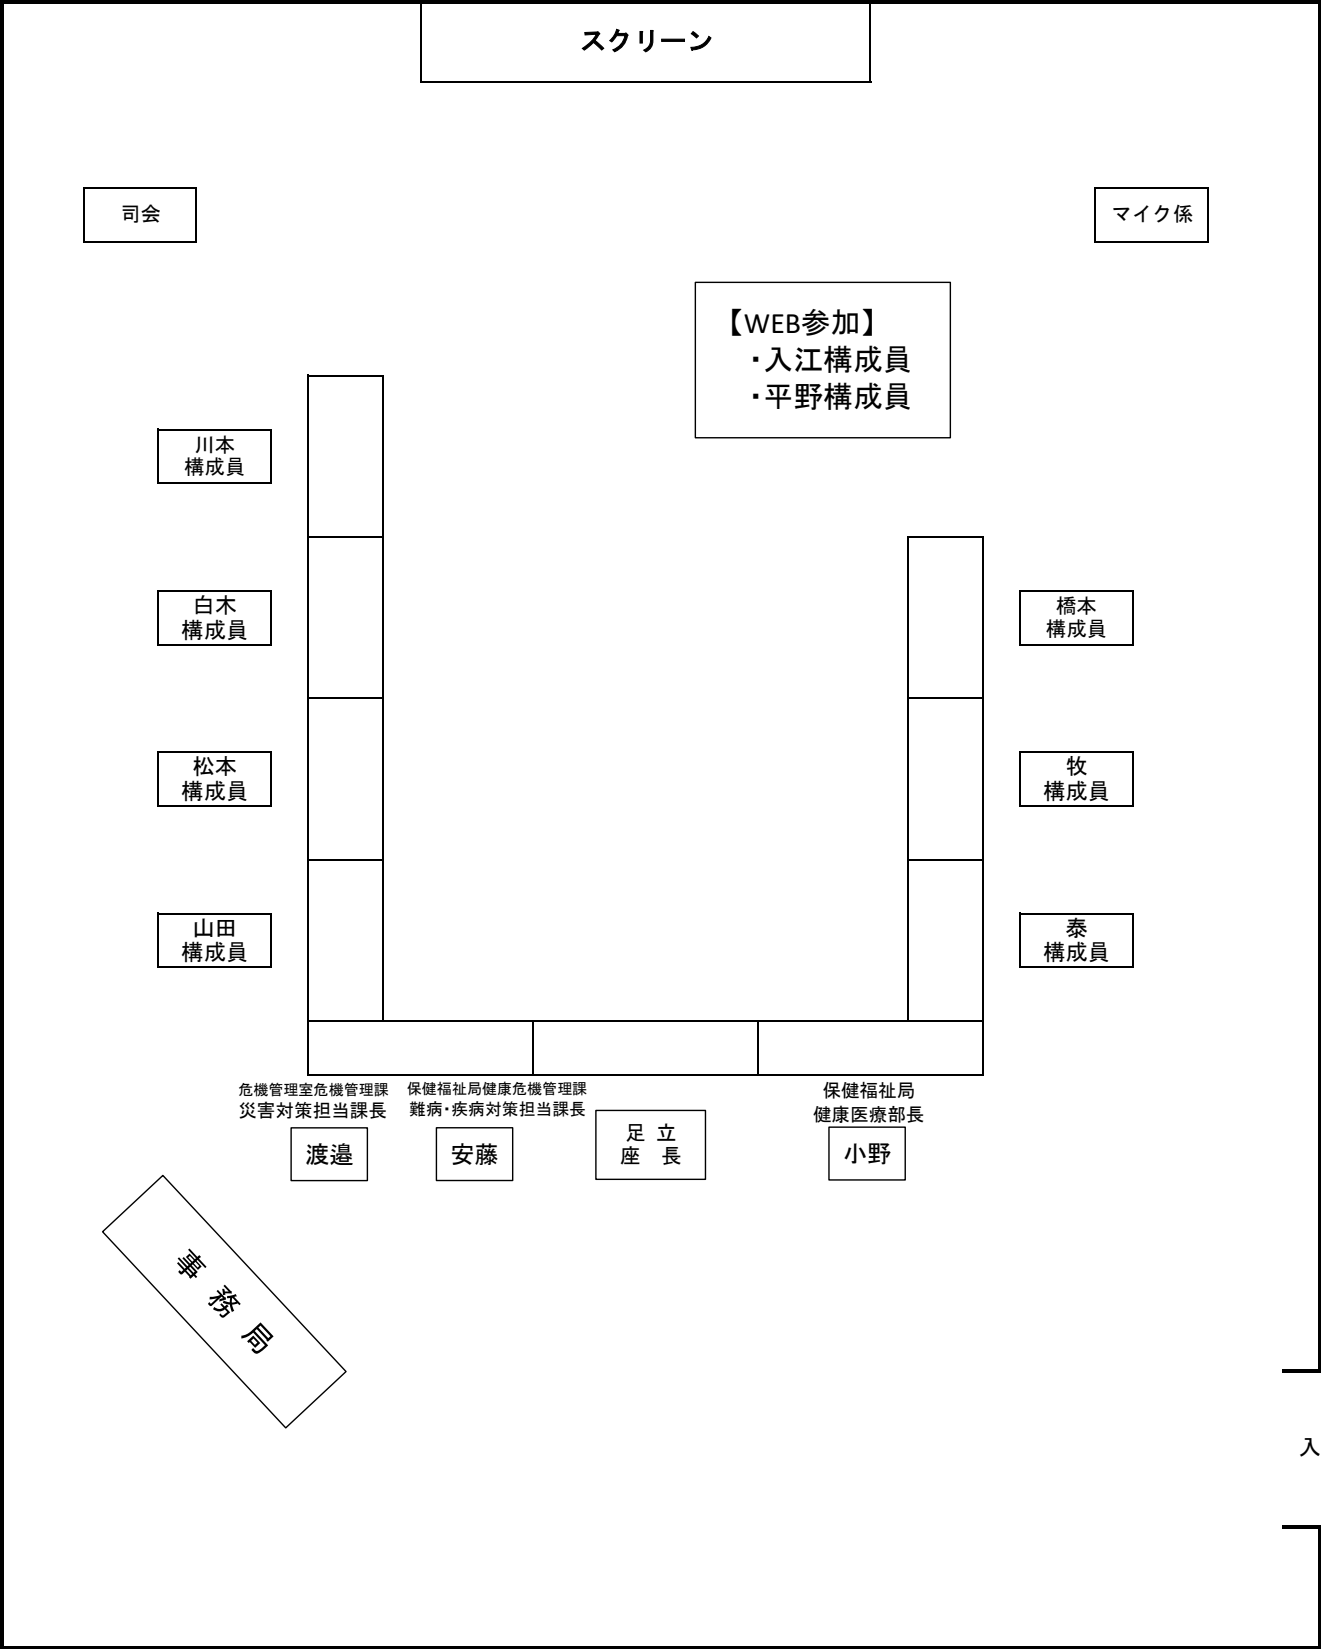 スクリーン
司会
マイク係
【WEB参加】
・入江構成員
・平野構成員
川本
構成員
白木
構成員
橋本
構成員
松本
構成員
牧
構成員
山田
構成員
泰
構成員
危機管理室危機管理課
災害対策担当課長
渡邉
保健福祉局健康危機管理課
難病・疾病対策担当課長
安藤
足 立
座 長
保健福祉局
健康医療部長
小野
事 務 局
入